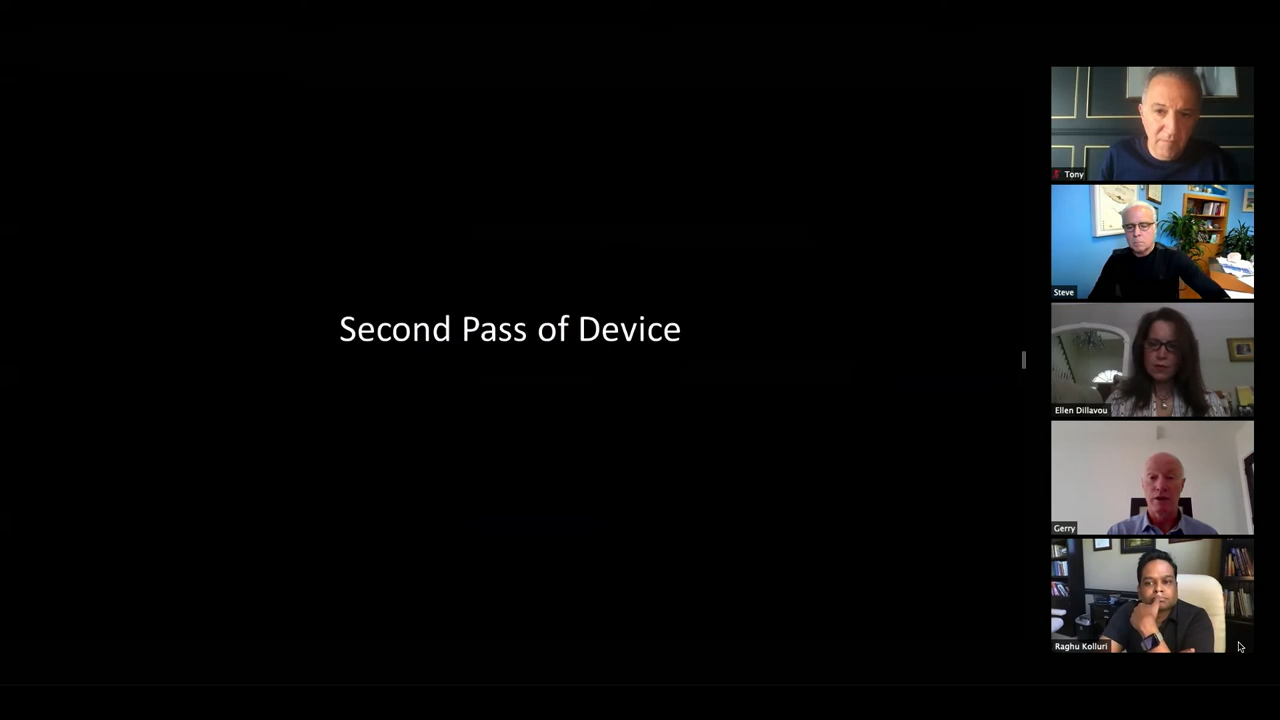 Second Pass of Device
Tony
Steve
Ellen Dillavou
Gerry
Raghu Kolluri